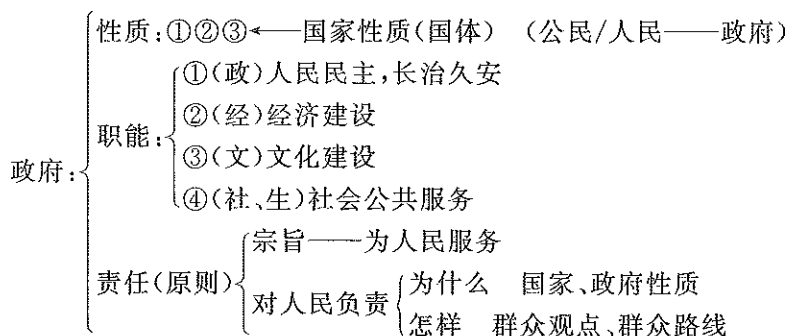 性质:①②③←——国家性质(国体) (公民/人民——政府)
①(政)人民民主,长治久安
②(经)经济建设
职能:
③(文)文化建设
政府:
④(社、生)社会公共服务
宗旨——为人民服务
责任(原则)
为什么 国家、政府性质
对人民负责
怎样 群众观点、群众路线